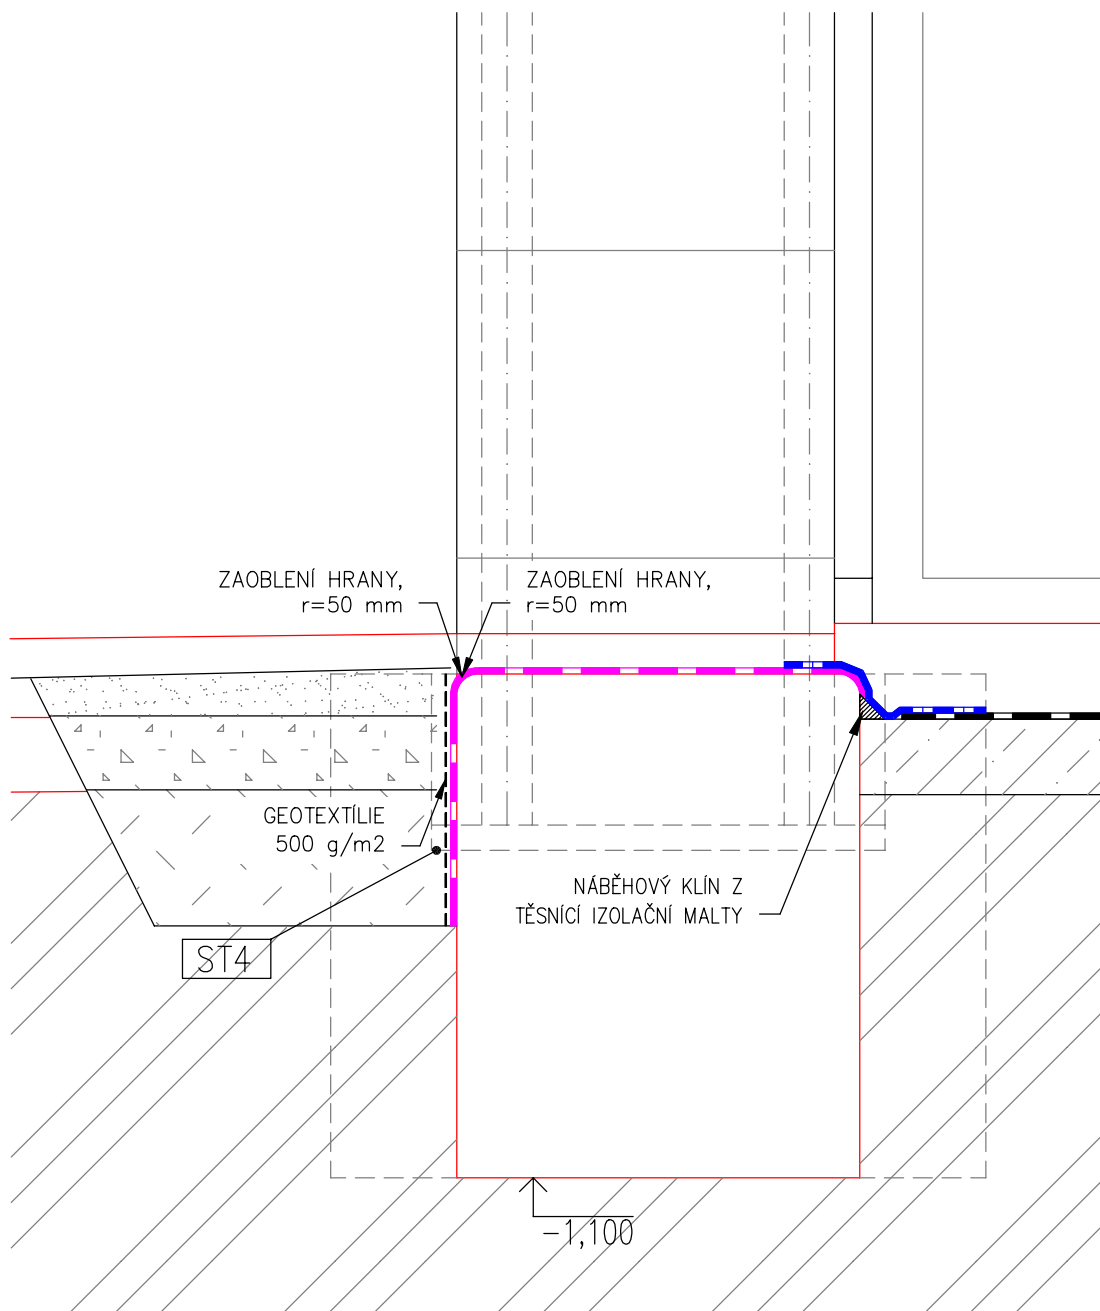 ZAOBLENÍ HRANY,
r=50 mm
ZAOBLENÍ HRANY,
r=50 mm
GEOTEXTÍLIE
500 g/m2
NÁBĚHOVÝ KLÍN Z
TĚSNÍCÍ IZOLAČNÍ MALTY
ST4
-1,100